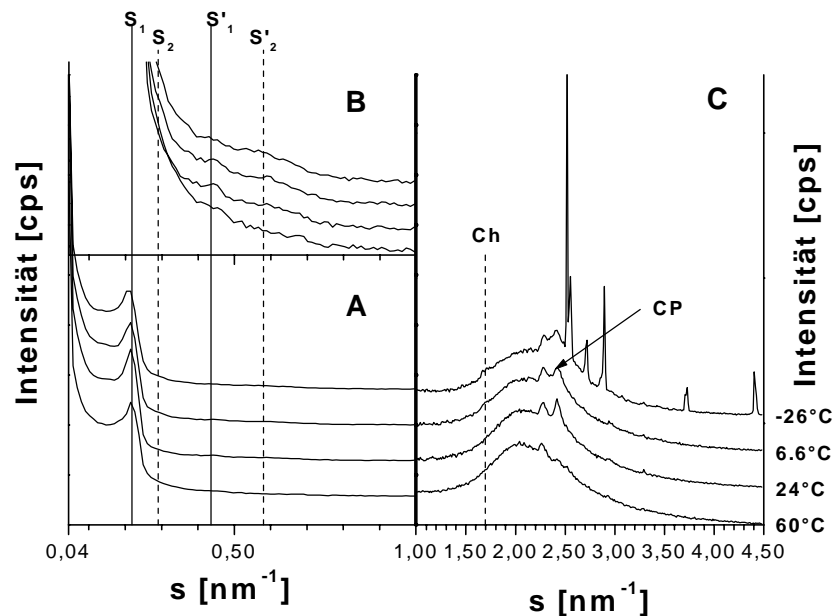 S₁ S'₁
S₂ S'₂
B C
Intensität [cps]
Ch
CP
A
Intensität [cps]
-26°C
6.6°C
24°C
60°C
0,04 0,50 1,00 1,50 2,00 2,50 3,00 3,50 4,00 4,50
s [nm⁻¹] s [nm⁻¹]